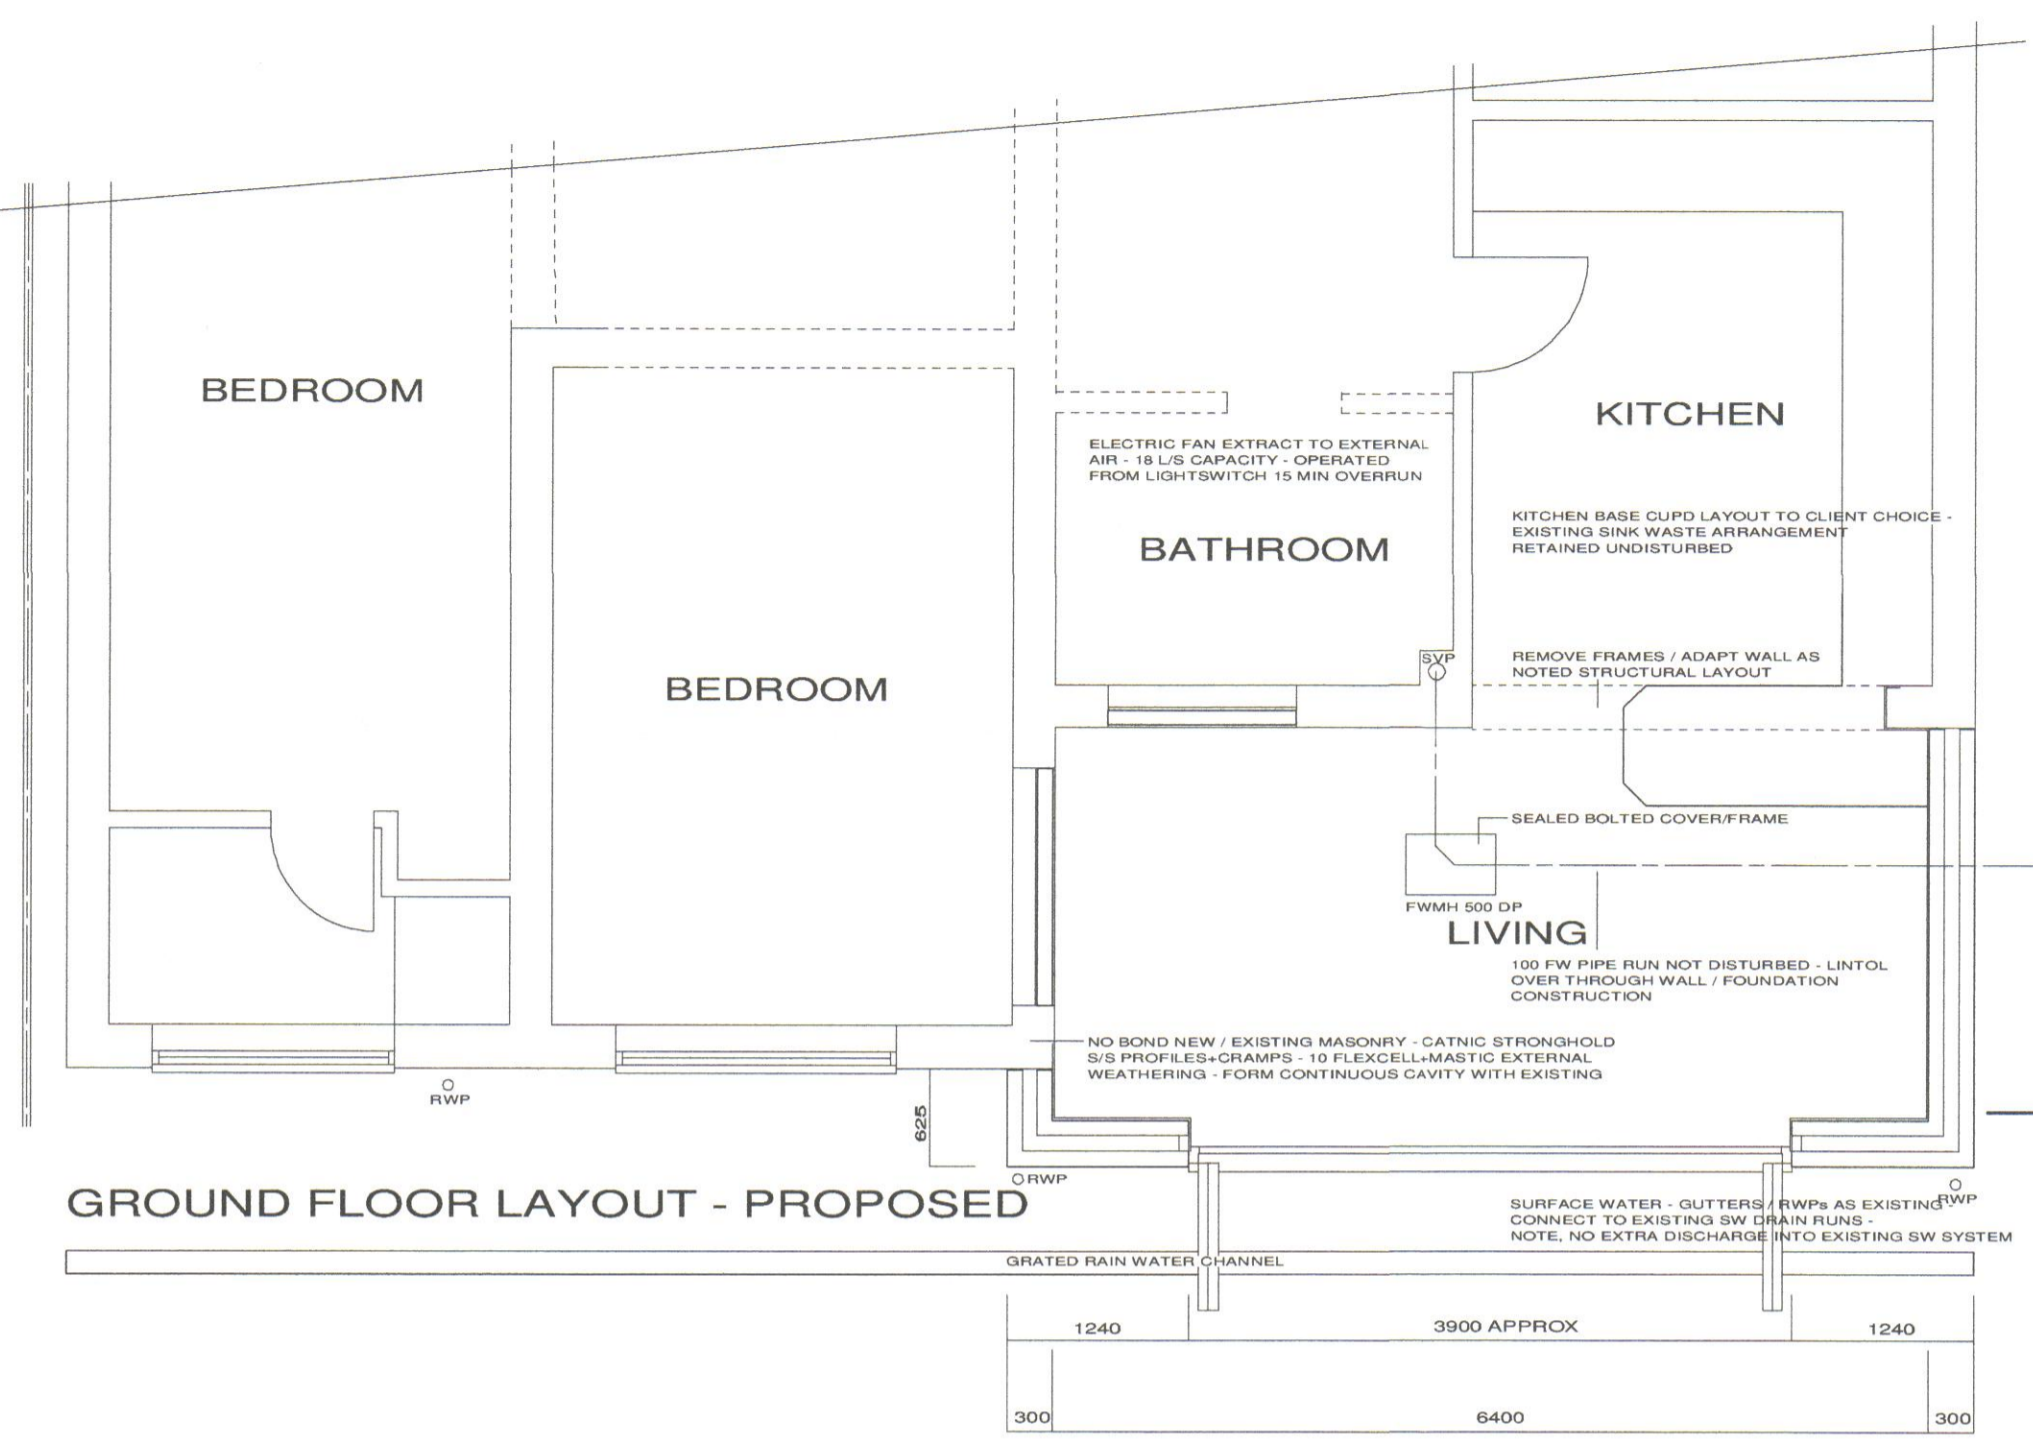 BEDROOM
KITCHEN
ELECTRIC FAN EXTRACT TO EXTERNAL
AIR - 18 L/S CAPACITY - OPERATED
FROM LIGHTSWITCH 15 MIN OVERRUN
BATHROOM
KITCHEN BASE CUPD LAYOUT TO CLIENT CHOICE -
EXISTING SINK WASTE ARRANGEMENT
RETAINED UNDISTURBED
SVP
REMOVE FRAMES / ADAPT WALL AS
NOTED STRUCTURAL LAYOUT
BEDROOM
SEALED BOLTED COVER/FRAME
FWMH 500 DP
LIVING
100 FW PIPE RUN NOT DISTURBED - LINTOL
OVER THROUGH WALL / FOUNDATION
CONSTRUCTION
NO BOND NEW / EXISTING MASONRY - CATNIC STRONGHOLD
S/S PROFILES+CRAMPS - 10 FLEXCELL+MASTIC EXTERNAL
WEATHERING - FORM CONTINUOUS CAVITY WITH EXISTING
RWP
625
RWP
RWP
GROUND FLOOR LAYOUT - PROPOSED
SURFACE WATER - GUTTERS / RWPs AS EXISTING -
CONNECT TO EXISTING SW DRAIN RUNS -
NOTE, NO EXTRA DISCHARGE INTO EXISTING SW SYSTEM
GRATED RAIN WATER CHANNEL
1240
3900 APPROX
1240
300
6400
300